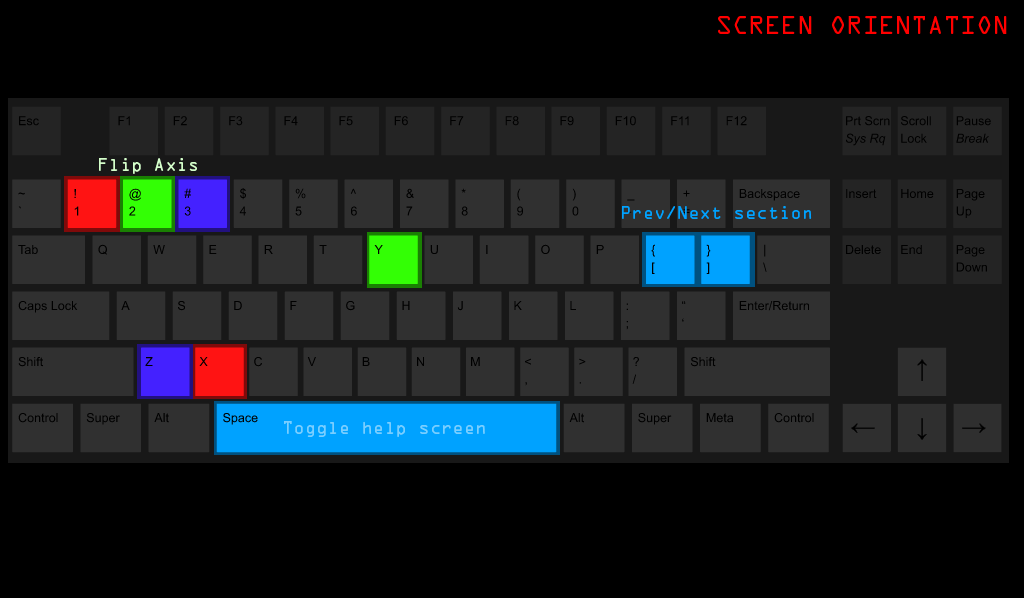 SCREEN ORIENTATION
Esc F1 F2 F3 F4 F5 F6 F7 F8 F9 F10 F11 F12 Prt Scrn Scroll Pause
Sys Rq Lock Break
Flip Axis
~ ! @ # $ % ^ & * ( ) _ + Backspace Insert Home Page
` 1 2 3 4 5 6 7 8 9 0 Up
Prev/Next section
Tab Q W E R T Y U I O P { } | Delete End Page
[ ] \ Down
Caps Lock A S D F G H J K L : " Enter/Return
; '
Shift Z X C V B N M < > ? Shift ↑
, . /
Control Super Alt Space Alt Super Meta Control ← ↓ →
Toggle help screen